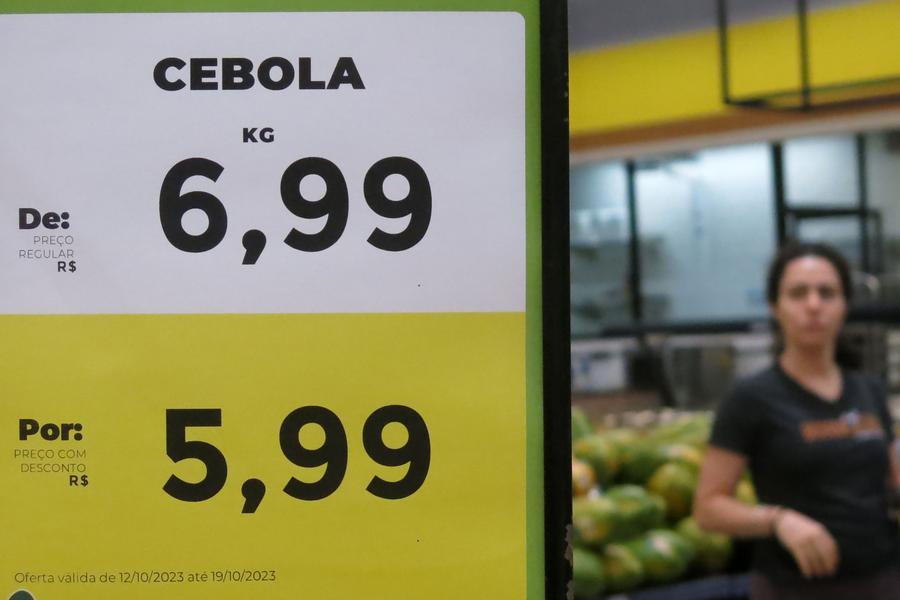 CEBOLA
KG
De:
PREÇO
REGULAR
R$
6,99
Por:
PREÇO COM
DESCONTO
R$
5,99
Oferta válida de 12/10/2023 até 19/10/2023